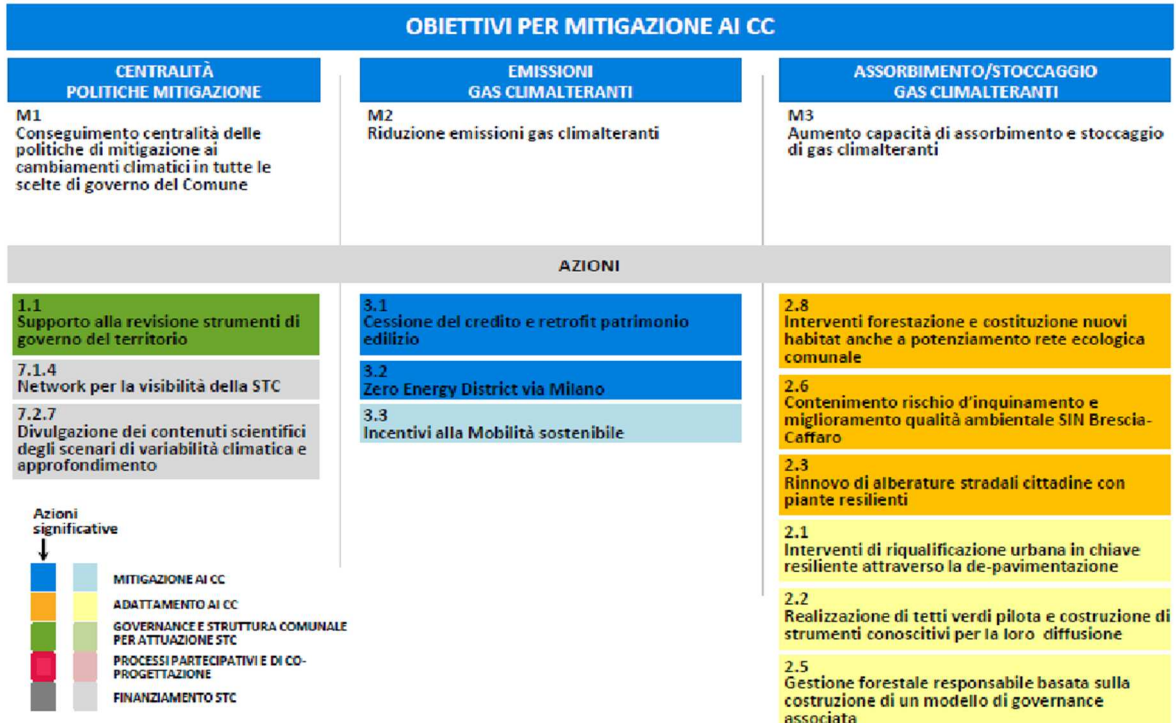 OBIETTIVI PER MITIGAZIONE AI CC
CENTRALITÀ
POLITICHE MITIGAZIONE
M1
Conseguimento centralità delle
politiche di mitigazione ai
cambiamenti climatici in tutte le
scelte di governo del Comune
EMISSIONI
GAS CLIMALTERANTI
M2
Riduzione emissioni gas climalteranti
ASSORBIMENTO/STOCCAGGIO
GAS CLIMALTERANTI
M3
Aumento capacità di assorbimento e stoccaggio
di gas climalteranti
AZIONI
1.1
Supporto alla revisione strumenti di
governo del territorio
7.1.4
Network per la visibilità della STC
7.2.7
Divulgazione dei contenuti scientifici
degli scenari di variabilità climatica e
approfondimento
3.1
Cessione del credito e retrofit patrimonio
edilizio
3.2
Zero Energy District via Milano
3.3
Incentivi alla Mobilità sostenibile
2.8
Interventi forestazione e costituzione nuovi
habitat anche a potenziamento rete ecologica
comunale
2.6
Contenimento rischio d'inquinamento e
miglioramento qualità ambientale SIN Brescia-
Caffaro
2.3
Rinnovo di alberature stradali cittadine con
piante resilienti
2.1
Interventi di riqualificazione urbana in chiave
resiliente attraverso la de-pavimentazione
2.2
Realizzazione di tetti verdi pilota e costruzione di
strumenti conoscitivi per la loro diffusione
2.5
Gestione forestale responsabile basata sulla
costruzione di un modello di governance
associata
Azioni
significative
MITIGAZIONE AI CC
ADATTAMENTO AI CC
GOVERNANCE E STRUTTURA COMUNALE
PER ATTUAZIONE STC
PROCESSI PARTECIPATIVI E DI CO-
PROGETTAZIONE
FINANZIAMENTO STC